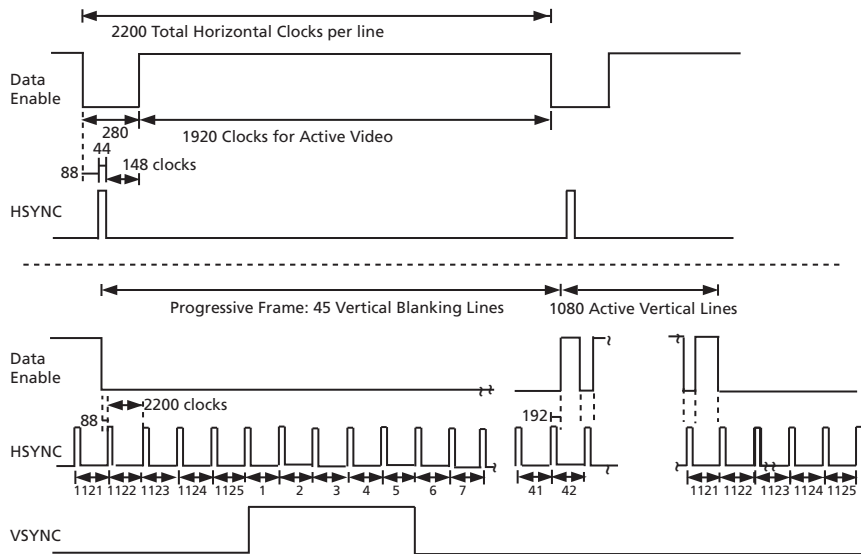 2200 Total Horizontal Clocks per line
Data
Enable
280
1920 Clocks for Active Video
44
148 clocks
88
HSYNC
Progressive Frame: 45 Vertical Blanking Lines
1080 Active Vertical Lines
Data
Enable
2200 clocks
88
192
HSYNC
1121 1122 1123 1124 1125 1 2 3 4 5 6 7 41 42 1121 1122 1123 1124 1125
VSYNC